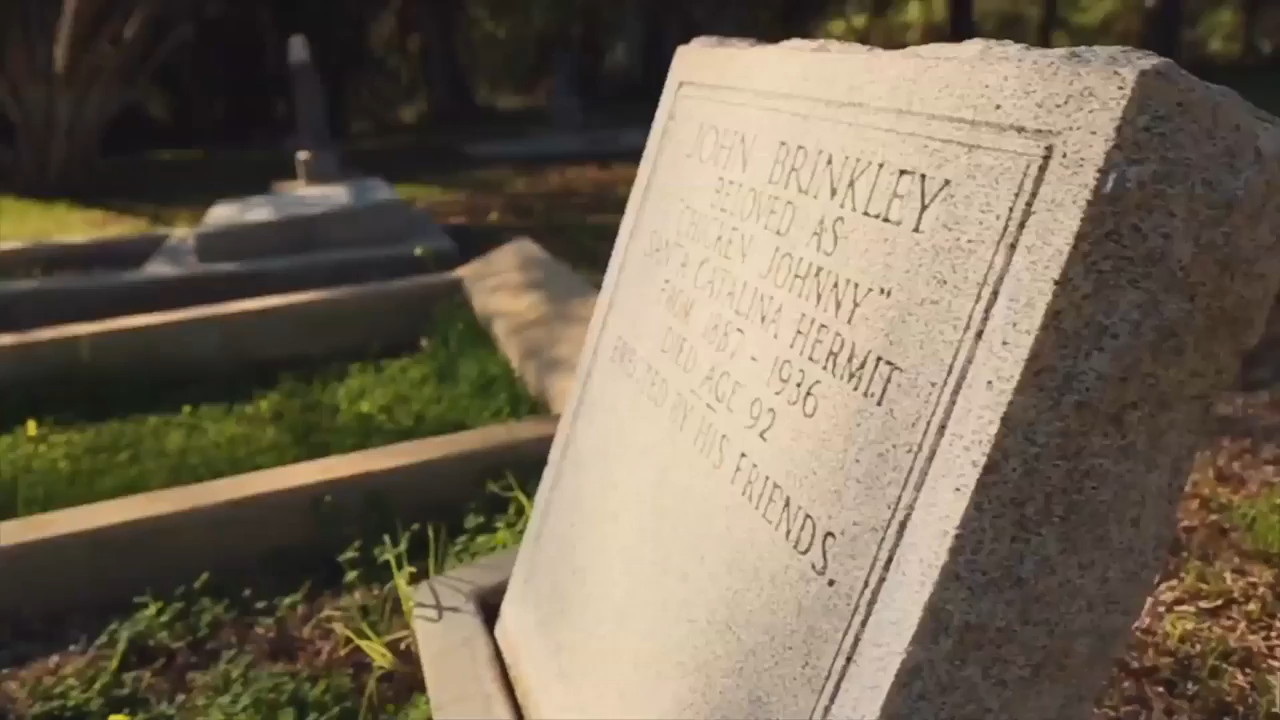 JOHN BRINKLEY
BELOVED AS
CHICKEN JOHNNY"
SANTA CATALINA HERMIT
FROM 1887 - 1936
DIED AGE 92
ERECTED BY HIS FRIENDS.